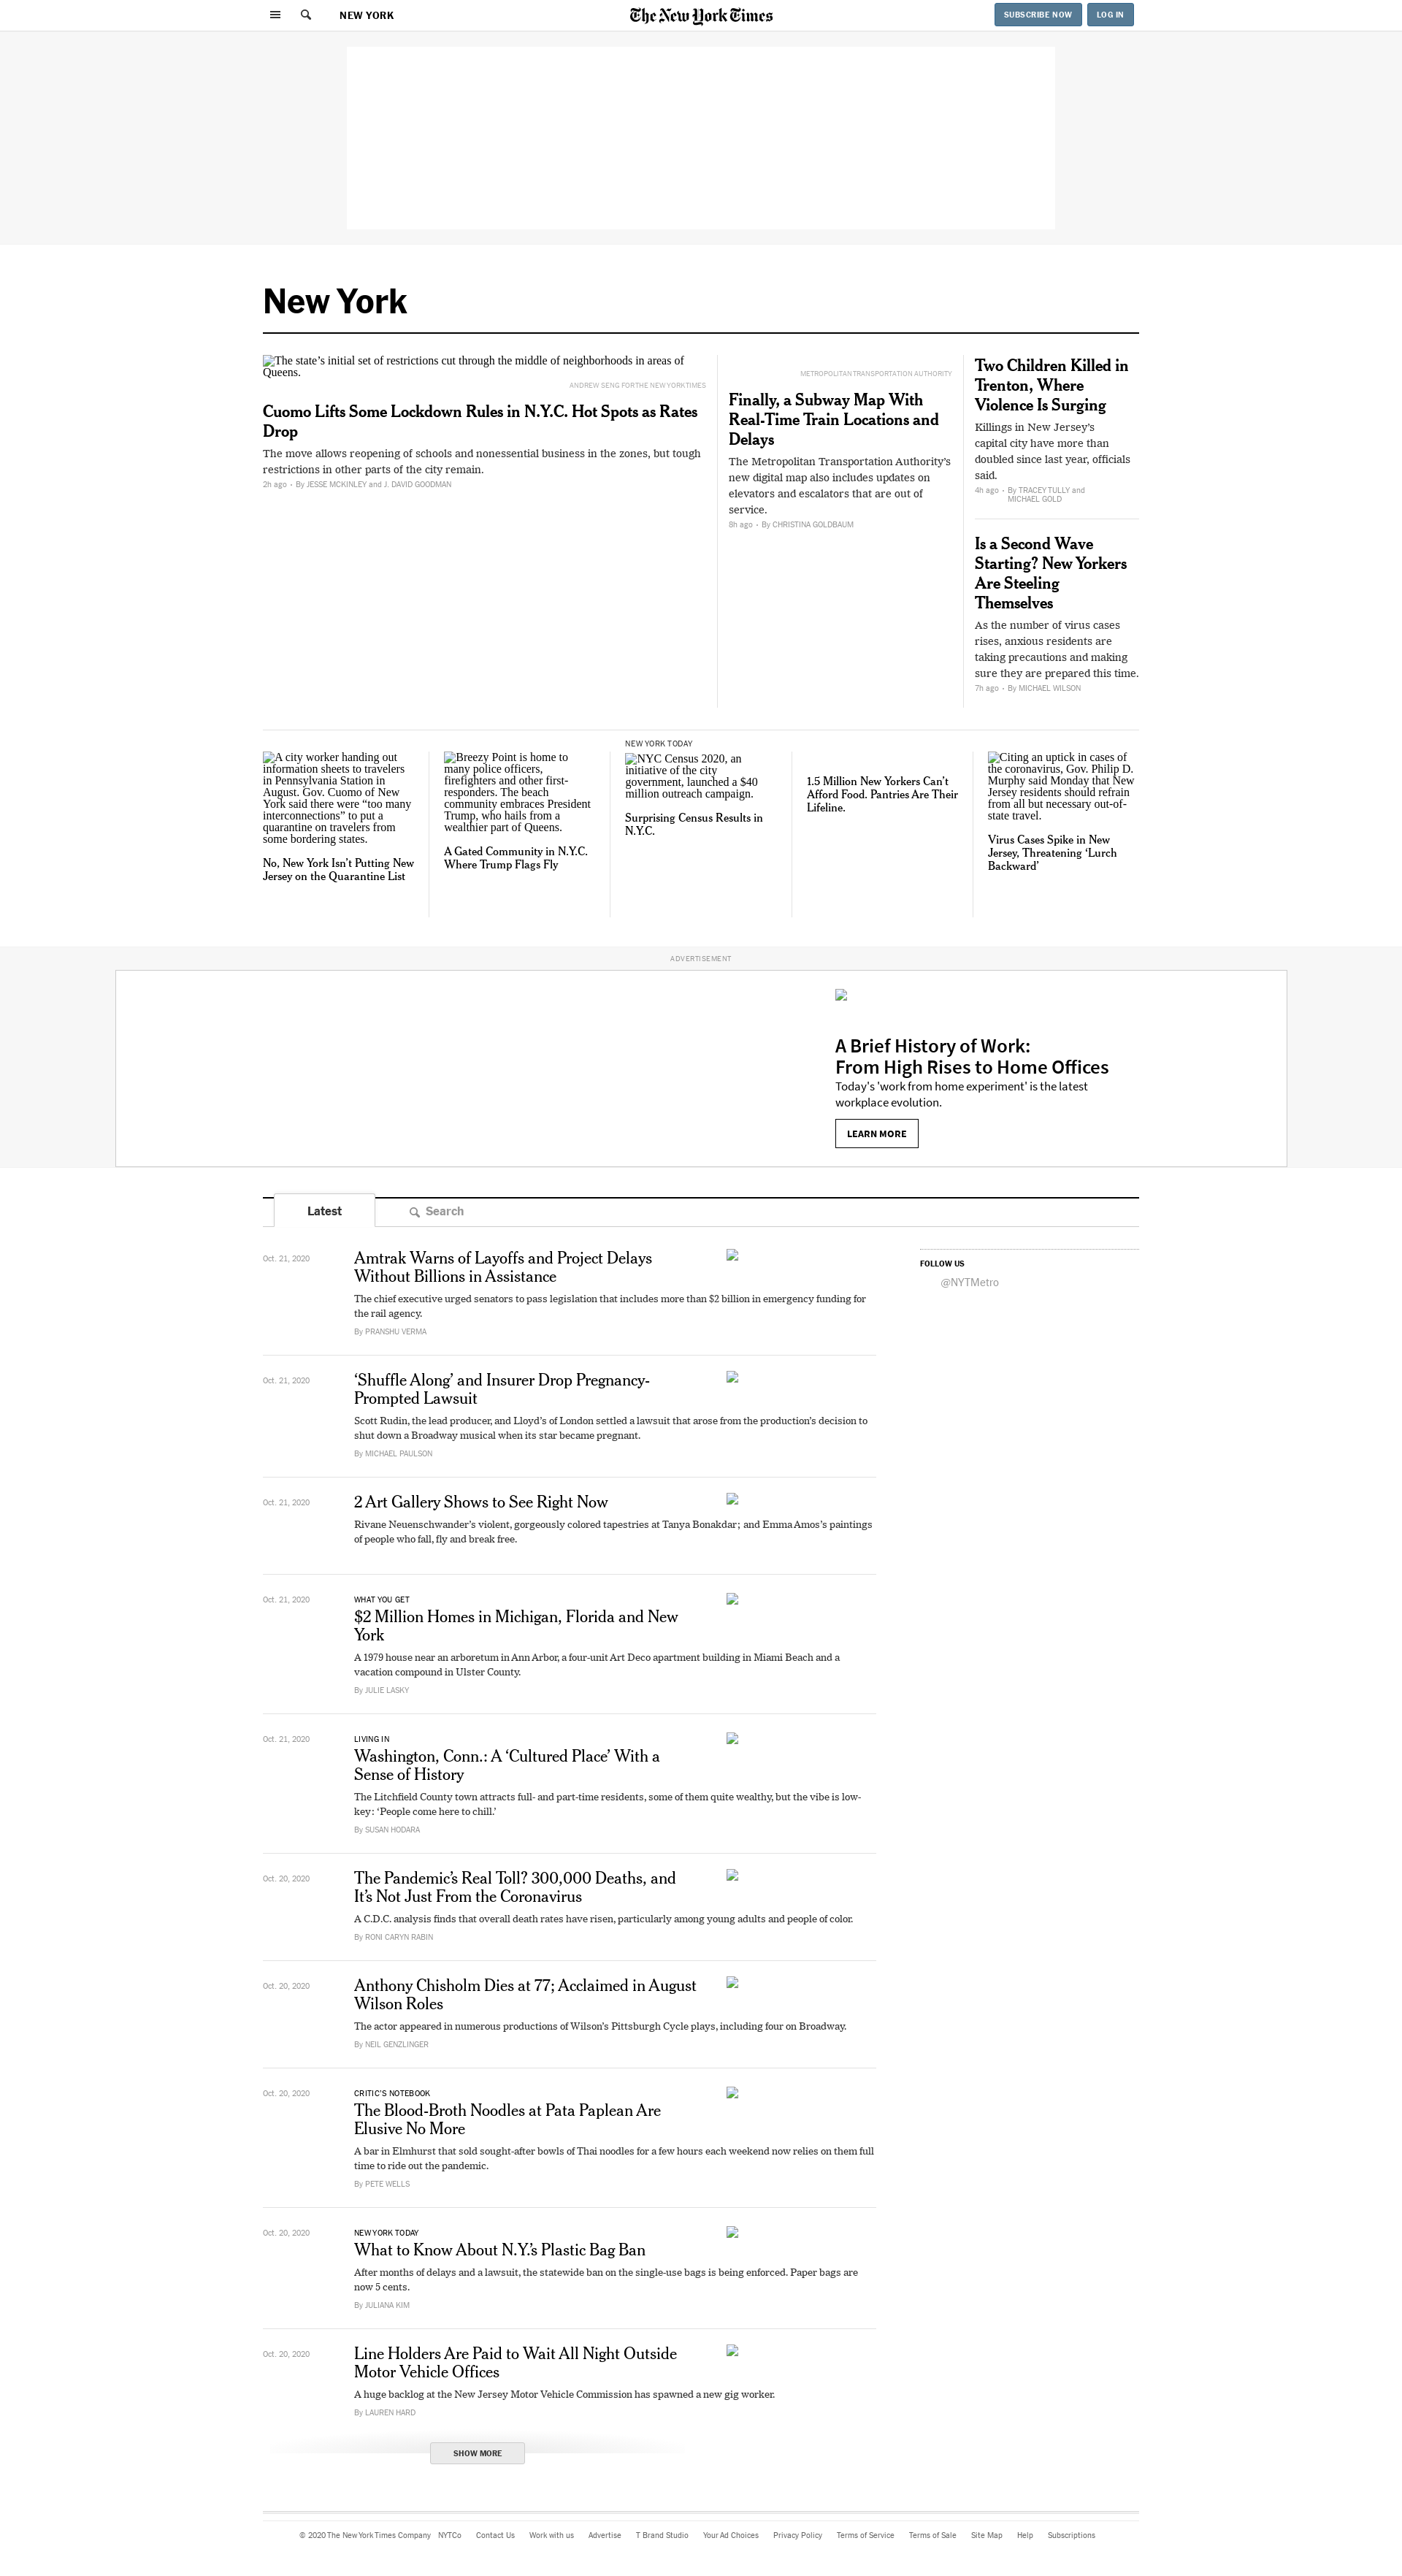 NEW YORK
The New York Times
SUBSCRIBE NOW
LOG IN
New York
The state’s initial set of restrictions cut through the middle of neighborhoods in areas of
Queens.
ANDREW SENG FOR THE NEW YORK TIMES
Cuomo Lifts Some Lockdown Rules in N.Y.C. Hot Spots as Rates
Drop
The move allows reopening of schools and nonessential business in the zones, but tough
restrictions in other parts of the city remain.
2h ago • By JESSE MCKINLEY and J. DAVID GOODMAN
METROPOLITAN TRANSPORTATION AUTHORITY
Finally, a Subway Map With
Real-Time Train Locations and
Delays
The Metropolitan Transportation Authority’s
new digital map also includes updates on
elevators and escalators that are out of
service.
8h ago • By CHRISTINA GOLDBAUM
Two Children Killed in
Trenton, Where
Violence Is Surging
Killings in New Jersey’s
capital city have more than
doubled since last year, officials
said.
4h ago • By TRACEY TULLY and
MICHAEL GOLD
Is a Second Wave
Starting? New Yorkers
Are Steeling
Themselves
As the number of virus cases
rises, anxious residents are
taking precautions and making
sure they are prepared this time.
7h ago • By MICHAEL WILSON
A city worker handing out
information sheets to travelers
in Pennsylvania Station in
August. Gov. Cuomo of New
York said there were “too many
interconnections” to put a
quarantine on travelers from
some bordering states.
No, New York Isn’t Putting New
Jersey on the Quarantine List
Breezy Point is home to
many police officers,
firefighters and other first-
responders. The beach
community embraces President
Trump, who hails from a
wealthier part of Queens.
A Gated Community in N.Y.C.
Where Trump Flags Fly
NEW YORK TODAY
NYC Census 2020, an
initiative of the city
government, launched a $40
million outreach campaign.
Surprising Census Results in
N.Y.C.
1.5 Million New Yorkers Can’t
Afford Food. Pantries Are Their
Lifeline.
Citing an uptick in cases of
the coronavirus, Gov. Philip D.
Murphy said Monday that New
Jersey residents should refrain
from all but necessary out-of-
state travel.
Virus Cases Spike in New
Jersey, Threatening ‘Lurch
Backward’
ADVERTISEMENT
A Brief History of Work:
From High Rises to Home Offices
Today's 'work from home experiment' is the latest
workplace evolution.
LEARN MORE
Latest
Search
Oct. 21, 2020
Amtrak Warns of Layoffs and Project Delays
Without Billions in Assistance
The chief executive urged senators to pass legislation that includes more than $2 billion in emergency funding for
the rail agency.
By PRANSHU VERMA
FOLLOW US
@NYTMetro
Oct. 21, 2020
‘Shuffle Along’ and Insurer Drop Pregnancy-
Prompted Lawsuit
Scott Rudin, the lead producer, and Lloyd’s of London settled a lawsuit that arose from the production’s decision to
shut down a Broadway musical when its star became pregnant.
By MICHAEL PAULSON
Oct. 21, 2020
2 Art Gallery Shows to See Right Now
Rivane Neuenschwander’s violent, gorgeously colored tapestries at Tanya Bonakdar; and Emma Amos’s paintings
of people who fall, fly and break free.
Oct. 21, 2020
WHAT YOU GET
$2 Million Homes in Michigan, Florida and New
York
A 1979 house near an arboretum in Ann Arbor, a four-unit Art Deco apartment building in Miami Beach and a
vacation compound in Ulster County.
By JULIE LASKY
Oct. 21, 2020
LIVING IN
Washington, Conn.: A ‘Cultured Place’ With a
Sense of History
The Litchfield County town attracts full- and part-time residents, some of them quite wealthy, but the vibe is low-
key: ‘People come here to chill.’
By SUSAN HODARA
Oct. 20, 2020
The Pandemic’s Real Toll? 300,000 Deaths, and
It’s Not Just From the Coronavirus
A C.D.C. analysis finds that overall death rates have risen, particularly among young adults and people of color.
By RONI CARYN RABIN
Oct. 20, 2020
Anthony Chisholm Dies at 77; Acclaimed in August
Wilson Roles
The actor appeared in numerous productions of Wilson’s Pittsburgh Cycle plays, including four on Broadway.
By NEIL GENZLINGER
Oct. 20, 2020
CRITIC’S NOTEBOOK
The Blood-Broth Noodles at Pata Paplean Are
Elusive No More
A bar in Elmhurst that sold sought-after bowls of Thai noodles for a few hours each weekend now relies on them full
time to ride out the pandemic.
By PETE WELLS
Oct. 20, 2020
NEW YORK TODAY
What to Know About N.Y.’s Plastic Bag Ban
After months of delays and a lawsuit, the statewide ban on the single-use bags is being enforced. Paper bags are
now 5 cents.
By JULIANA KIM
Oct. 20, 2020
Line Holders Are Paid to Wait All Night Outside
Motor Vehicle Offices
A huge backlog at the New Jersey Motor Vehicle Commission has spawned a new gig worker.
By LAUREN HARD
SHOW MORE
© 2020 The New York Times Company NYTCo Contact Us Work with us Advertise T Brand Studio Your Ad Choices Privacy Policy Terms of Service Terms of Sale Site Map Help Subscriptions